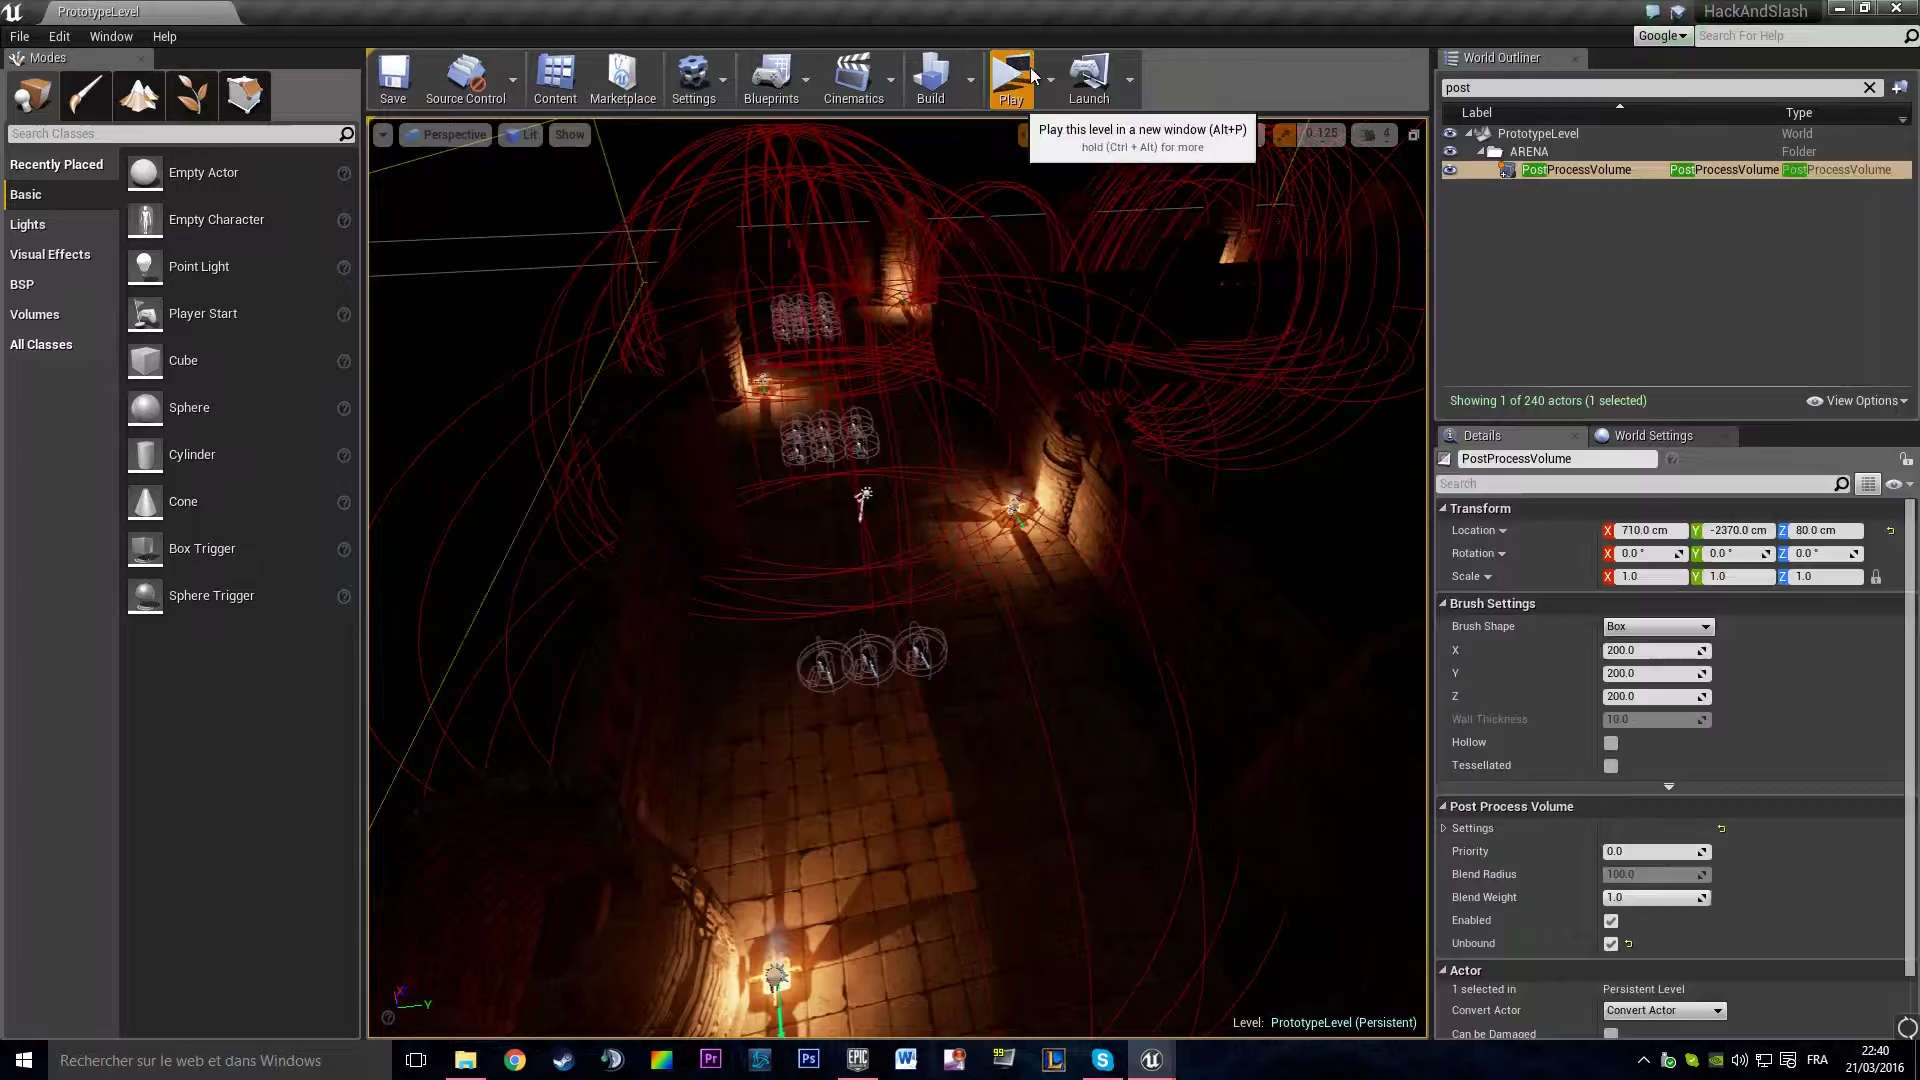 PrototypeLevel
HackAndSlash
File Edit Window Help
Google Search For Help
Modes
Search Classes
Recently Placed
Basic
Lights
Visual Effects
BSP
Volumes
All Classes
Empty Actor
Empty Character
Point Light
Player Start
Cube
Sphere
Cylinder
Cone
Box Trigger
Sphere Trigger
Save Source Control Content Marketplace Settings Blueprints Cinematics Build Play Launch
Perspective Lit Show
0.125 4
Play this level in a new window (Alt+P)
hold (Ctrl + Alt) for more
X Y
Level: PrototypeLevel (Persistent)
World Outliner
post
Label Type
PrototypeLevel World
ARENA Folder
PostProcessVolume PostProcessVolume PostProcessVolume
Showing 1 of 240 actors (1 selected) View Options
Details World Settings
PostProcessVolume
Search
Transform
Location X 710.0 cm Y -2370.0 cm Z 80.0 cm
Rotation X 0.0 ° Y 0.0 ° Z 0.0 °
Scale X 1.0 Y 1.0 Z 1.0
Brush Settings
Brush Shape Box
X 200.0
Y 200.0
Z 200.0
Wall Thickness 10.0
Hollow
Tessellated
Post Process Volume
Settings
Priority 0.0
Blend Radius 100.0
Blend Weight 1.0
Enabled
Unbound
Actor
1 selected in Persistent Level
Convert Actor Convert Actor
Can be Damaged
Rechercher sur le web et dans Windows
Pr Ps EPIC GAMES W 99 L S
FRA
22:40
21/03/2016